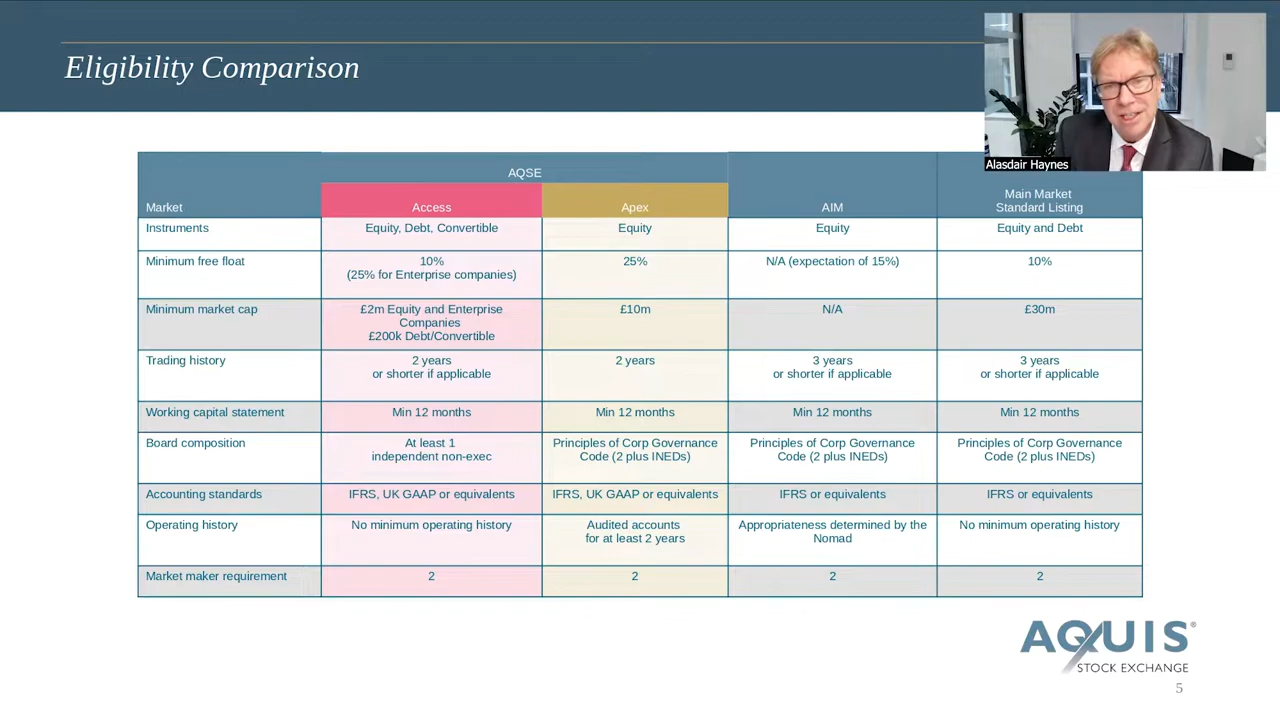 Eligibility Comparison
Alasdair Haynes
AQSE
Market
Access
Apex
AIM
Main Market
Standard Listing
Instruments
Equity, Debt, Convertible
Equity
Equity
Equity and Debt
Minimum free float
10%
(25% for Enterprise companies)
25%
N/A (expectation of 15%)
10%
Minimum market cap
£2m Equity and Enterprise
Companies
£200k Debt/Convertible
£10m
N/A
£30m
Trading history
2 years
or shorter if applicable
2 years
3 years
or shorter if applicable
3 years
or shorter if applicable
Working capital statement
Min 12 months
Min 12 months
Min 12 months
Min 12 months
Board composition
At least 1
independent non-exec
Principles of Corp Governance
Code (2 plus INEDs)
Principles of Corp Governance
Code (2 plus INEDs)
Principles of Corp Governance
Code (2 plus INEDs)
Accounting standards
IFRS, UK GAAP or equivalents
IFRS, UK GAAP or equivalents
IFRS or equivalents
IFRS or equivalents
Operating history
No minimum operating history
Audited accounts
for at least 2 years
Appropriateness determined by the
Nomad
No minimum operating history
Market maker requirement
2
2
2
2
AQUIS®
STOCK EXCHANGE
5